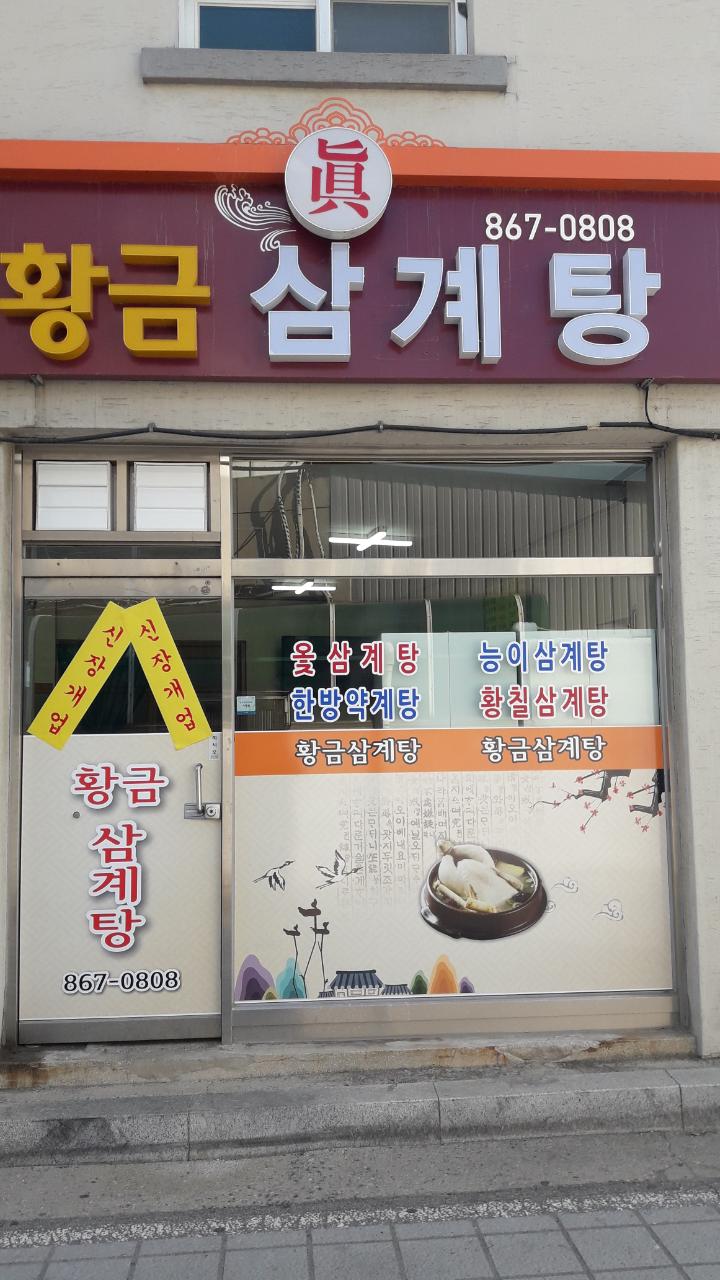 眞
867-0808
황금 삼계탕
신장개업
신장개업
옻삼계탕 능이삼계탕
한방약계탕 황칠삼계탕
황금삼계탕 황금삼계탕
황금
삼계탕
867-0808